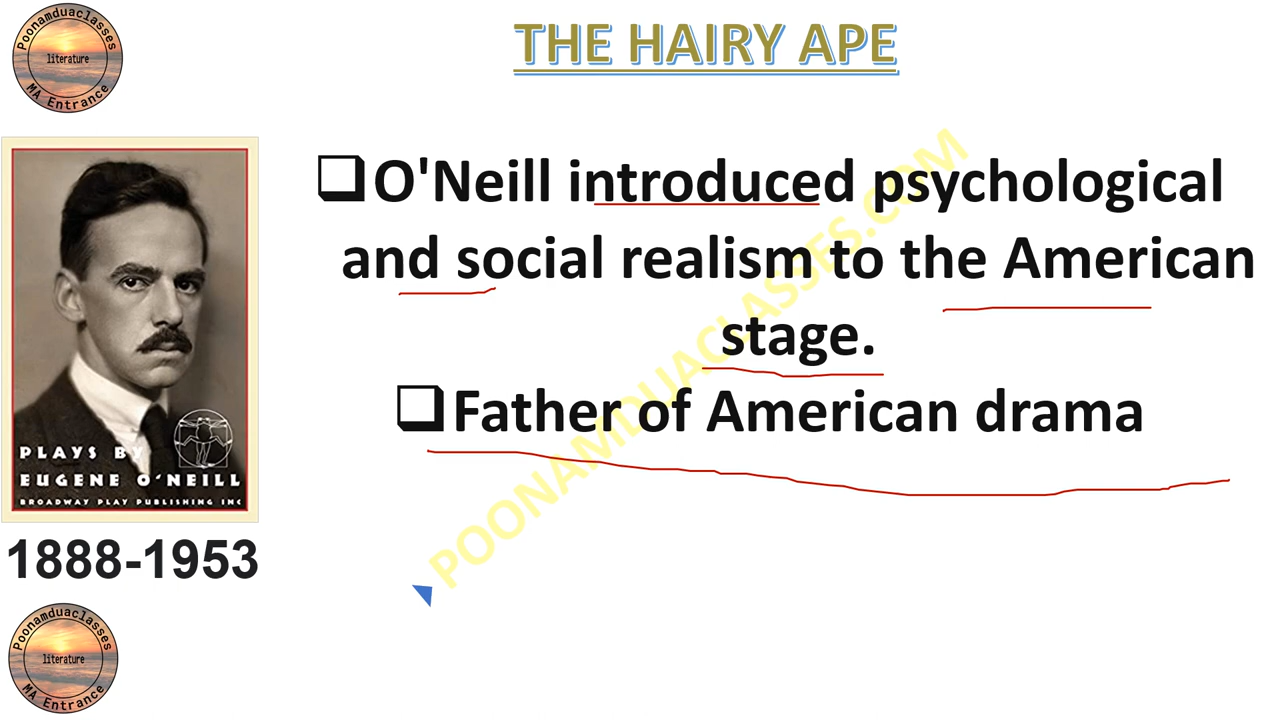 Poonamduaclasses
literature
MA Entrance
THE HAIRY APE
O'Neill introduced psychological
and social realism to the American
stage.
Father of American drama
POONAMDUACLASSES.COM
PLAYS BY
EUGENE O'NEILL
BROADWAY PLAY PUBLISHING INC
1888-1953
Poonamduaclasses
literature
MA Entrance